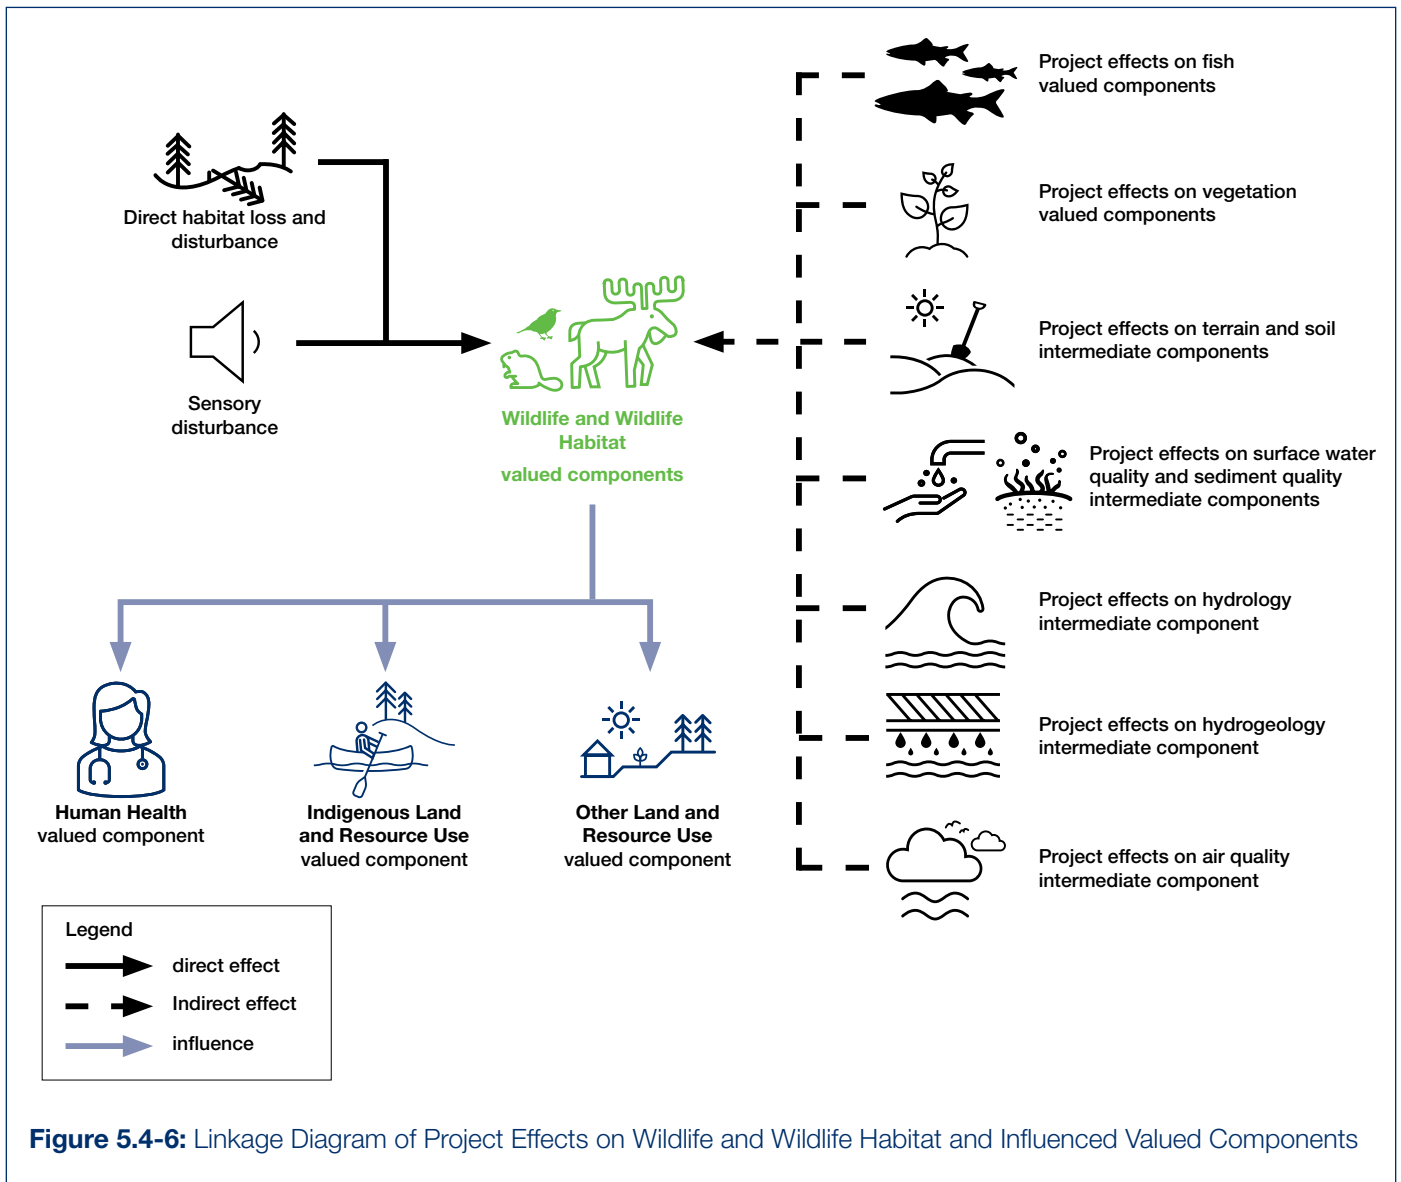 Project effects on fish
valued components
Direct habitat loss and
disturbance
Project effects on vegetation
valued components
Project effects on terrain and soil
intermediate components
Sensory
disturbance
Wildlife and Wildlife
Habitat
valued components
Project effects on surface water
quality and sediment quality
intermediate components
Project effects on hydrology
intermediate component
Project effects on hydrogeology
intermediate component
Human Health
valued component
Indigenous Land
and Resource Use
valued component
Other Land and
Resource Use
valued component
Project effects on air quality
intermediate component
Legend
direct effect
Indirect effect
influence
Figure 5.4-6: Linkage Diagram of Project Effects on Wildlife and Wildlife Habitat and Influenced Valued Components